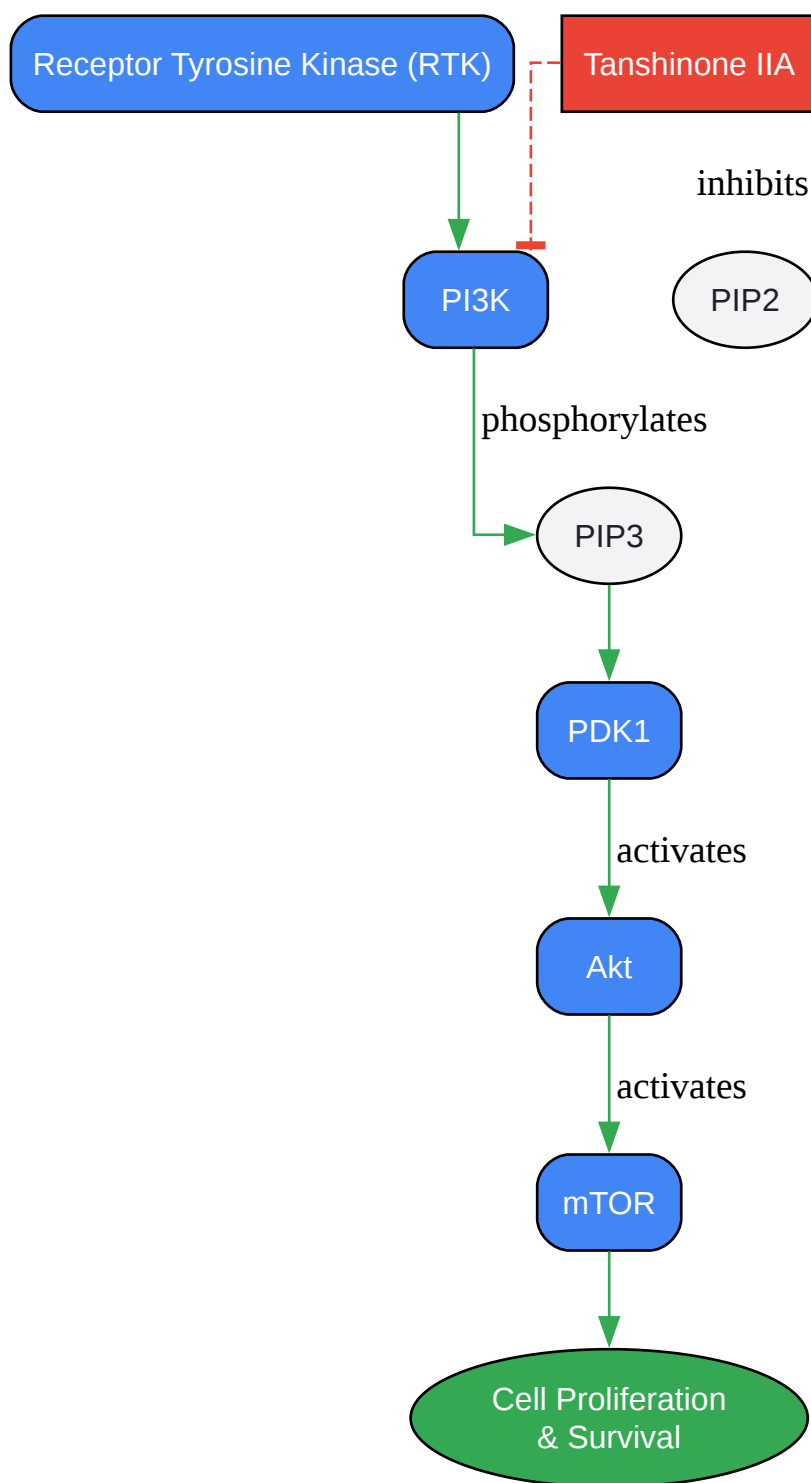 Receptor Tyrosine Kinase (RTK)
Tanshinone IIA
inhibits
PI3K
PIP2
phosphorylates
PIP3
PDK1
activates
Akt
activates
mTOR
Cell Proliferation
& Survival